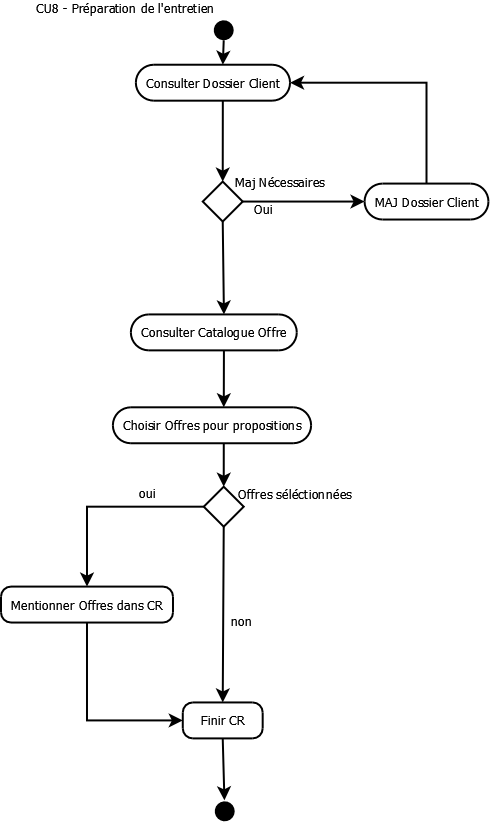 CU8 - Préparation de l'entretien
Consulter Dossier Client
Maj Nécessaires
Oui
MAJ Dossier Client
Consulter Catalogue Offre
Choisir Offres pour propositions
Offres séléctionnées
oui
Mentionner Offres dans CR
non
Finir CR